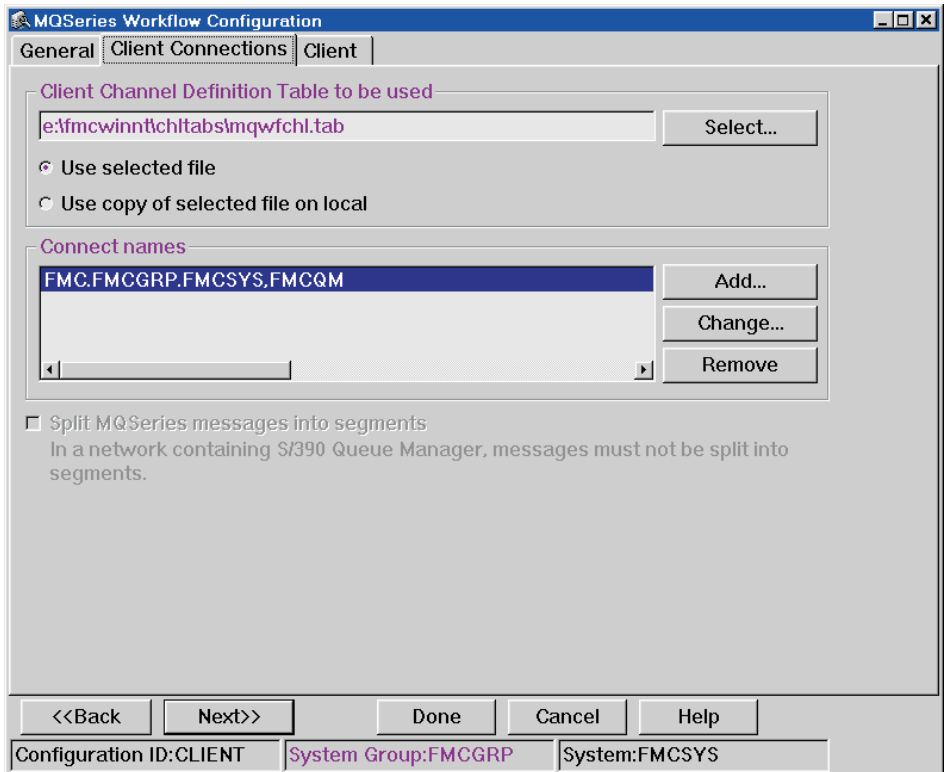 MQSeries Workflow Configuration
General Client Connections Client
Client Channel Definition Table to be used
e:\fmcwinnt\chltabs\mqwfchl.tab
Select...
Use selected file
Use copy of selected file on local
Connect names
FMC.FMCGRP.FMCSYS,FMCQM
Add...
Change...
Remove
Split MQSeries messages into segments
In a network containing S/390 Queue Manager, messages must not be split into
segments.
<<Back Next>> Done Cancel Help
Configuration ID:CLIENT System Group:FMCGRP System:FMCSYS